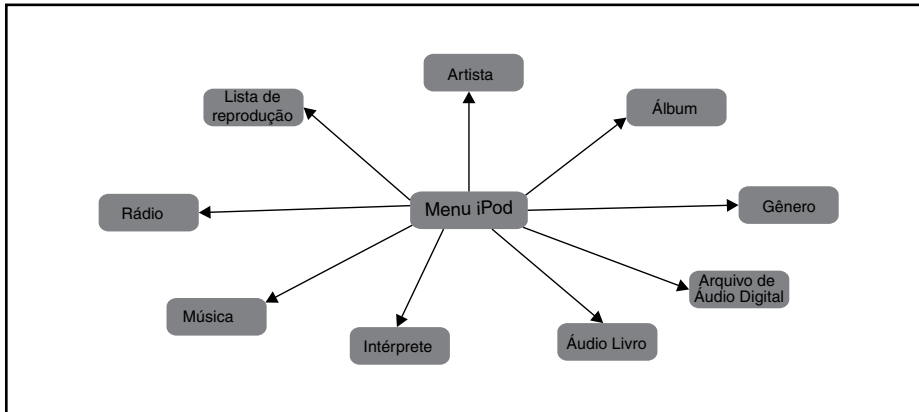 Artista
Lista de
reprodução
Álbum
Rádio
Menu iPod
Gênero
Música
Intérprete
Áudio Livro
Arquivo de
Áudio Digital